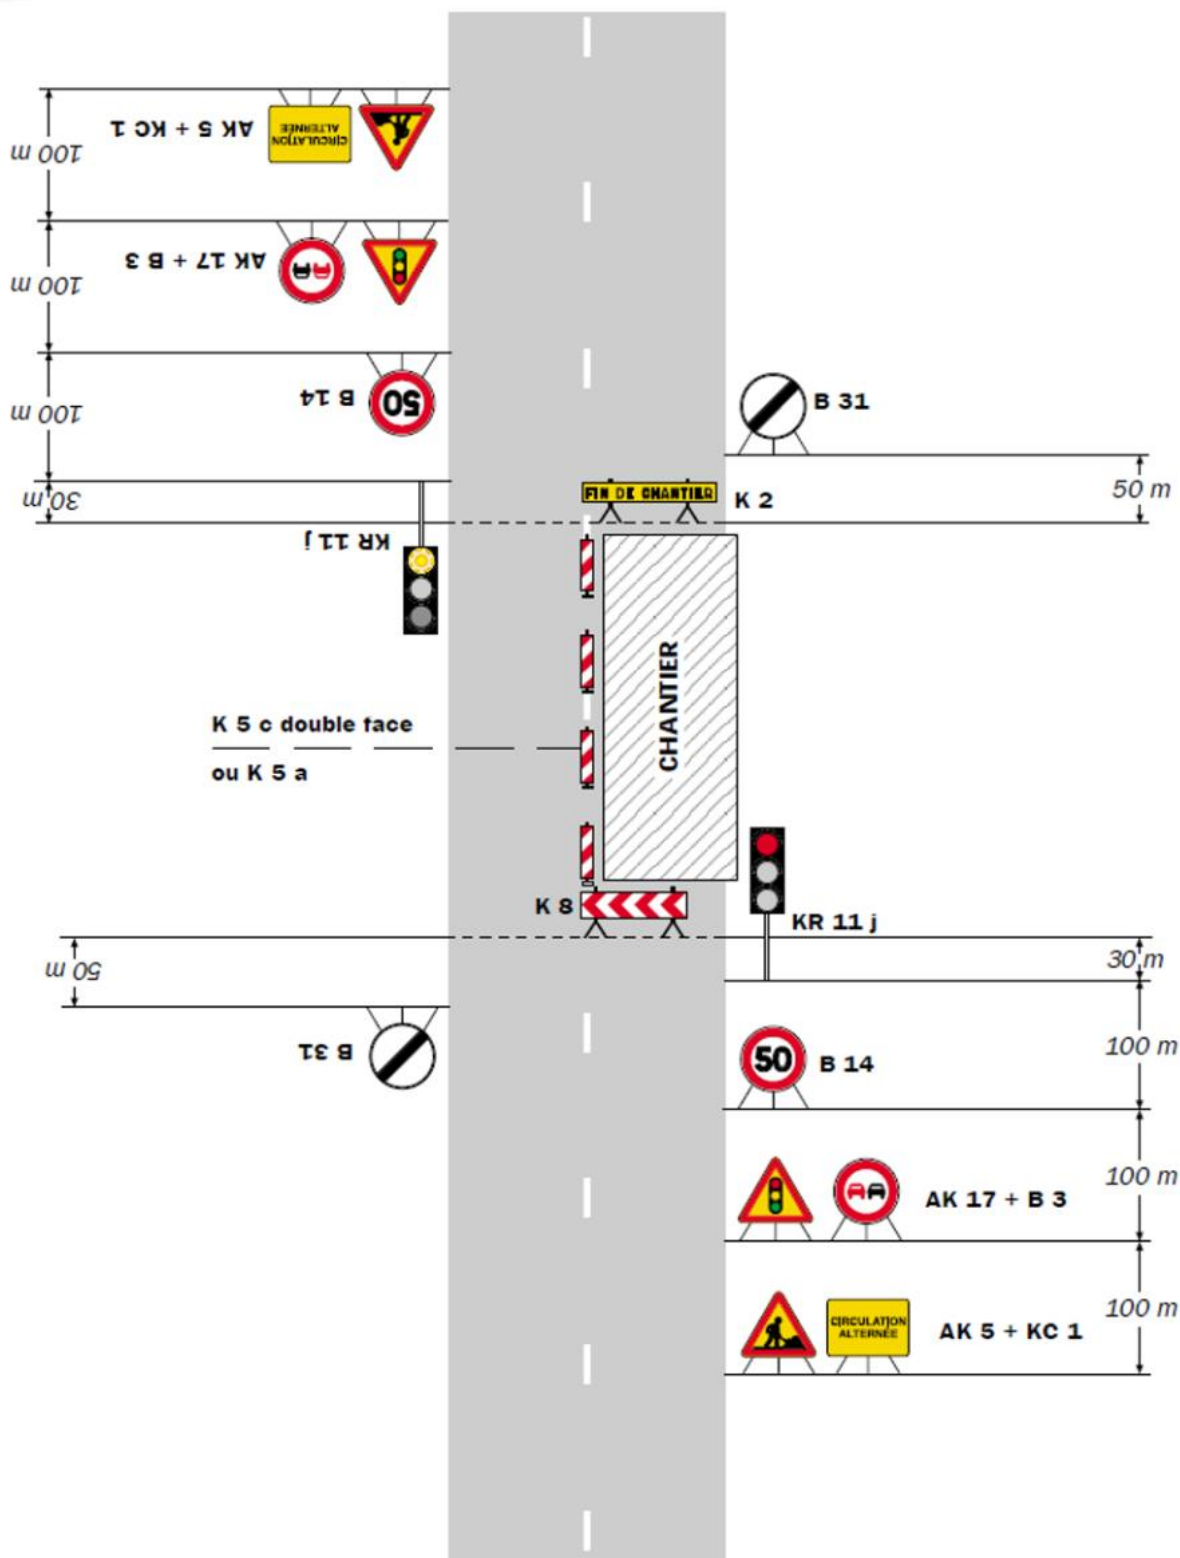 AK 5 + KC 1
CIRCULATION
ALTERNÉE
100 m
AK 17 + B 3
100 m
B 14
50
100 m
B 31
30 m
KR 11 j
FIN DE CHANTIER
K 2
50 m
CHANTIER
K 5 c double face
ou K 5 a
K 8
KR 11 j
50 m
30 m
B 31
50
B 14
100 m
AK 17 + B 3
100 m
CIRCULATION
ALTERNÉE
AK 5 + KC 1
100 m